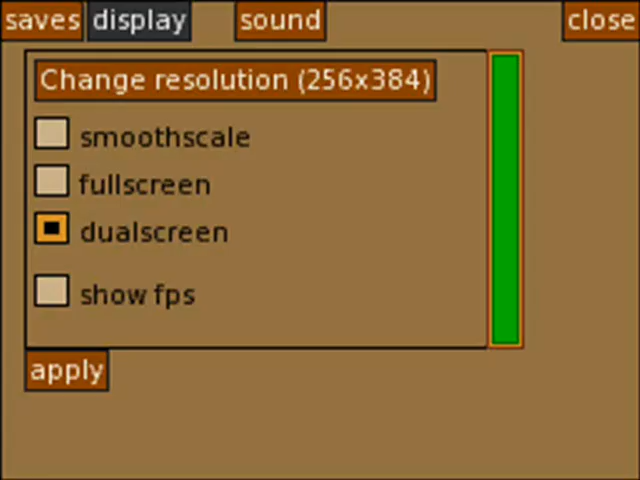 saves display sound close
Change resolution (256x384)
smoothscale
fullscreen
dualscreen
show fps
apply